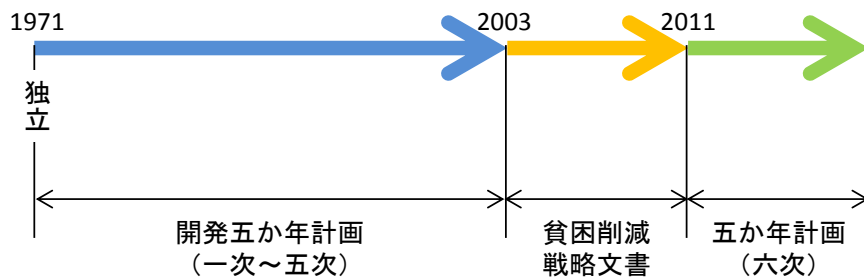 1971
2003
2011
独立
開発五か年計画
（一次～五次）
貧困削減
戦略文書
五か年計画
（六次）